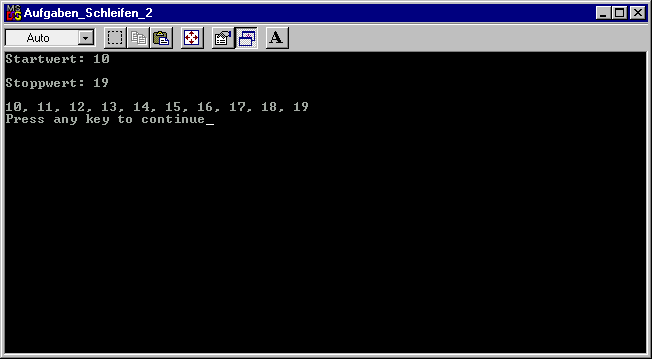 Aufgaben_Schleifen_2
Auto A
Startwert: 10
Stoppwert: 19
10, 11, 12, 13, 14, 15, 16, 17, 18, 19
Press any key to continue_